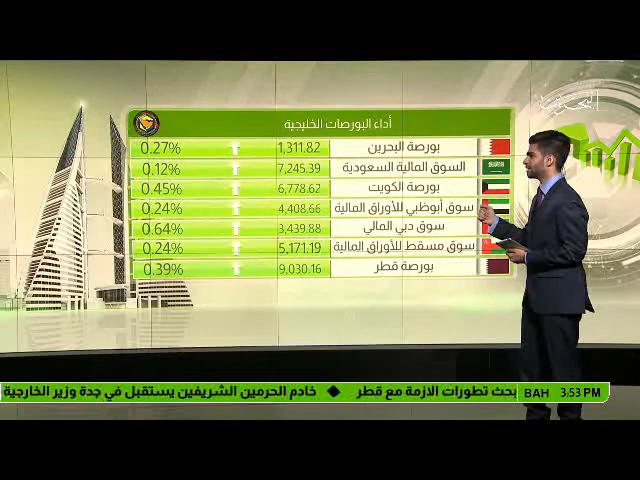 البحرين
أداء البورصات الخليجية
بورصة البحرين 1,311.82 0.27%
السوق المالية السعودية 7,245.39 0.12%
بورصة الكويت 6,778.62 0.45%
سوق أبوظبي للأوراق المالية 4,408.66 0.24%
سوق دبي المالي 3,439.88 0.64%
سوق مسقط للأوراق المالية 5,171.19 0.24%
بورصة قطر 9,030.16 0.39%
بحث تطورات الازمة مع قطر ◆ خادم الحرمين الشريفين يستقبل في جدة وزير الخارجية
BAH 3:53 PM